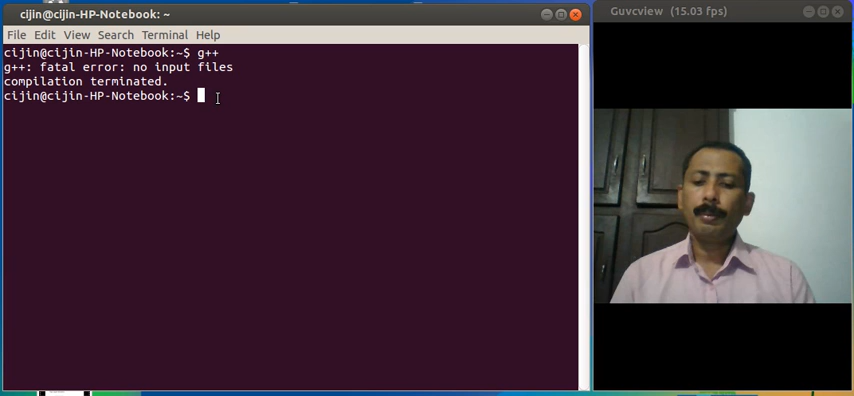 cijin@cijin-HP-Notebook: ~
Guvcview (15.03 fps)
File Edit View Search Terminal Help
cijin@cijin-HP-Notebook:~$ g++
g++: fatal error: no input files
compilation terminated.
cijin@cijin-HP-Notebook:~$